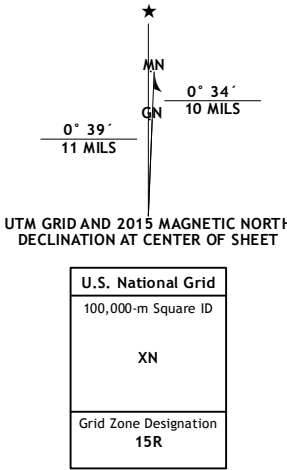 MN
0° 34´
10 MILS
GN
0° 39´
11 MILS
UTM GRID AND 2015 MAGNETIC NORTH
DECLINATION AT CENTER OF SHEET
U.S. National Grid
100,000-m Square ID
XN
Grid Zone Designation
15R